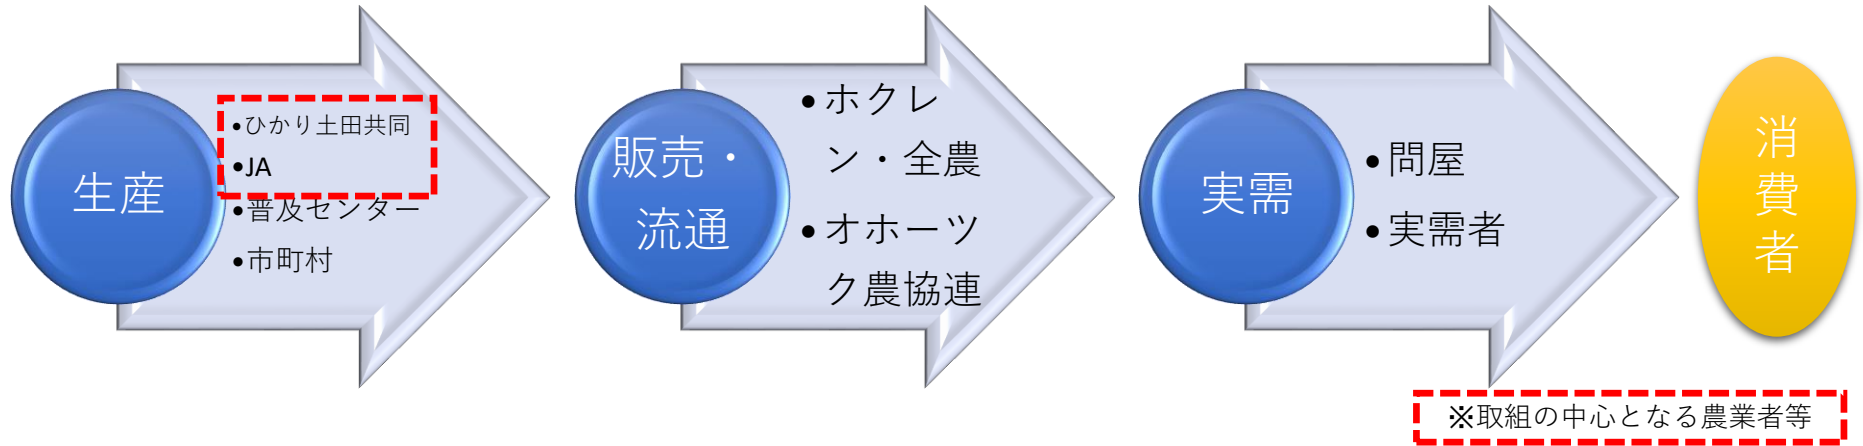 生産
•ひかり土田共同
•JA
•普及センター
•市町村
販売・
流通
•ホクレ
ン・全農
•オホーツ
ク農協連
実需
•問屋
•実需者
消
費
者
※取組の中心となる農業者等